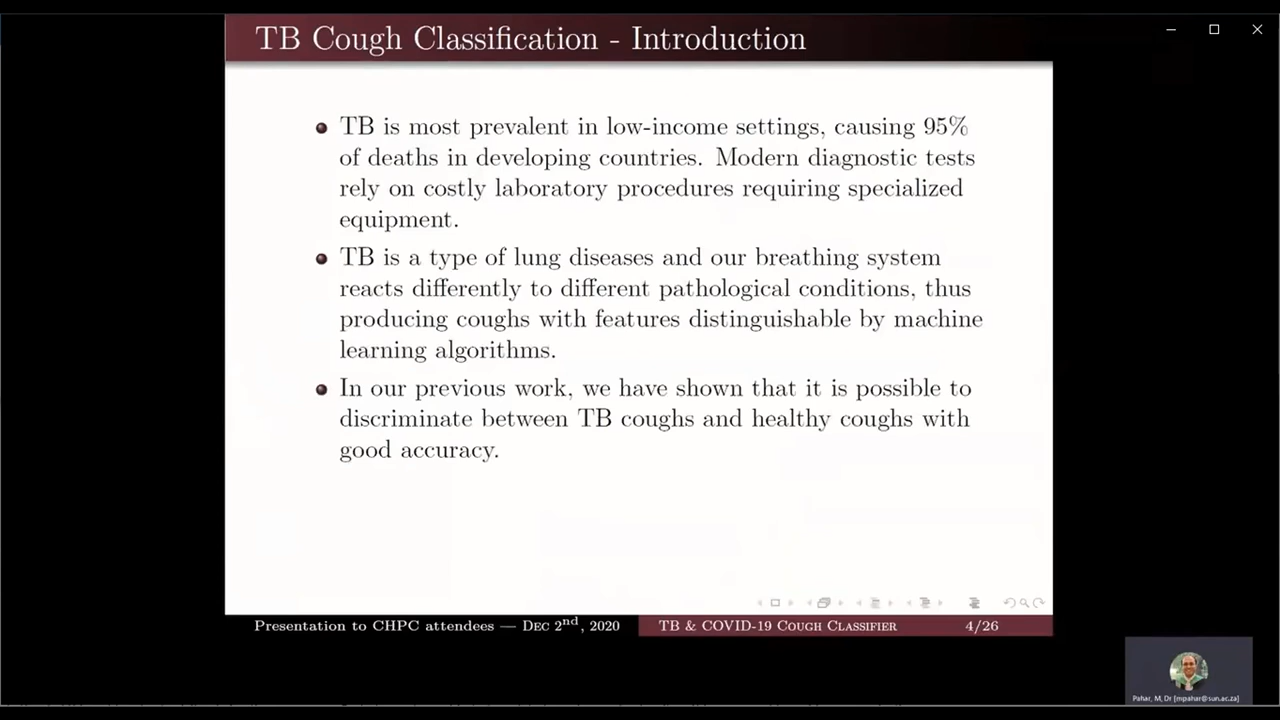 TB Cough Classification - Introduction
TB is most prevalent in low-income settings, causing 95%
of deaths in developing countries. Modern diagnostic tests
rely on costly laboratory procedures requiring specialized
equipment.
TB is a type of lung diseases and our breathing system
reacts differently to different pathological conditions, thus
producing coughs with features distinguishable by machine
learning algorithms.
In our previous work, we have shown that it is possible to
discriminate between TB coughs and healthy coughs with
good accuracy.
Presentation to CHPC attendees — Dec 2nd, 2020 TB & COVID-19 Cough Classifier 4/26
Pahar, M, Dr [mpahar@sun.ac.za]